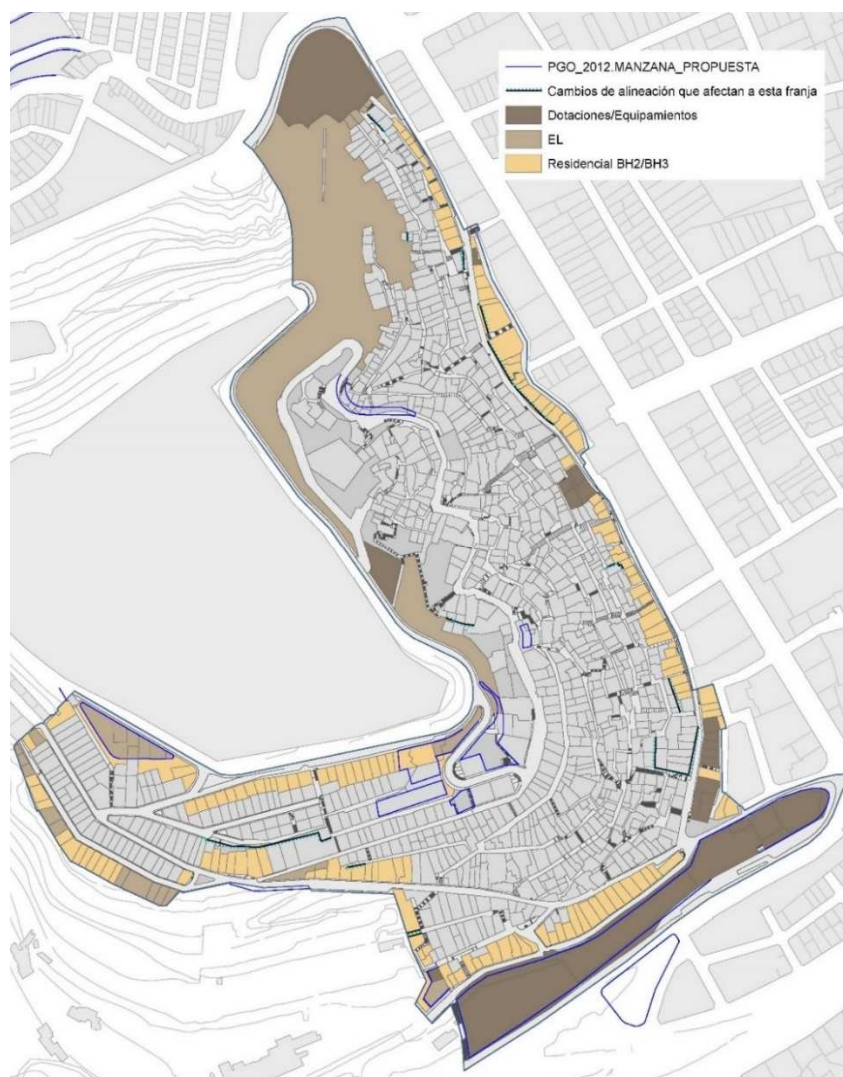 PGO_2012.MANZANA_PROPUESTA
Cambios de alineación que afectan a esta franja
Dotaciones/Equipamientos
EL
Residencial BH2/BH3